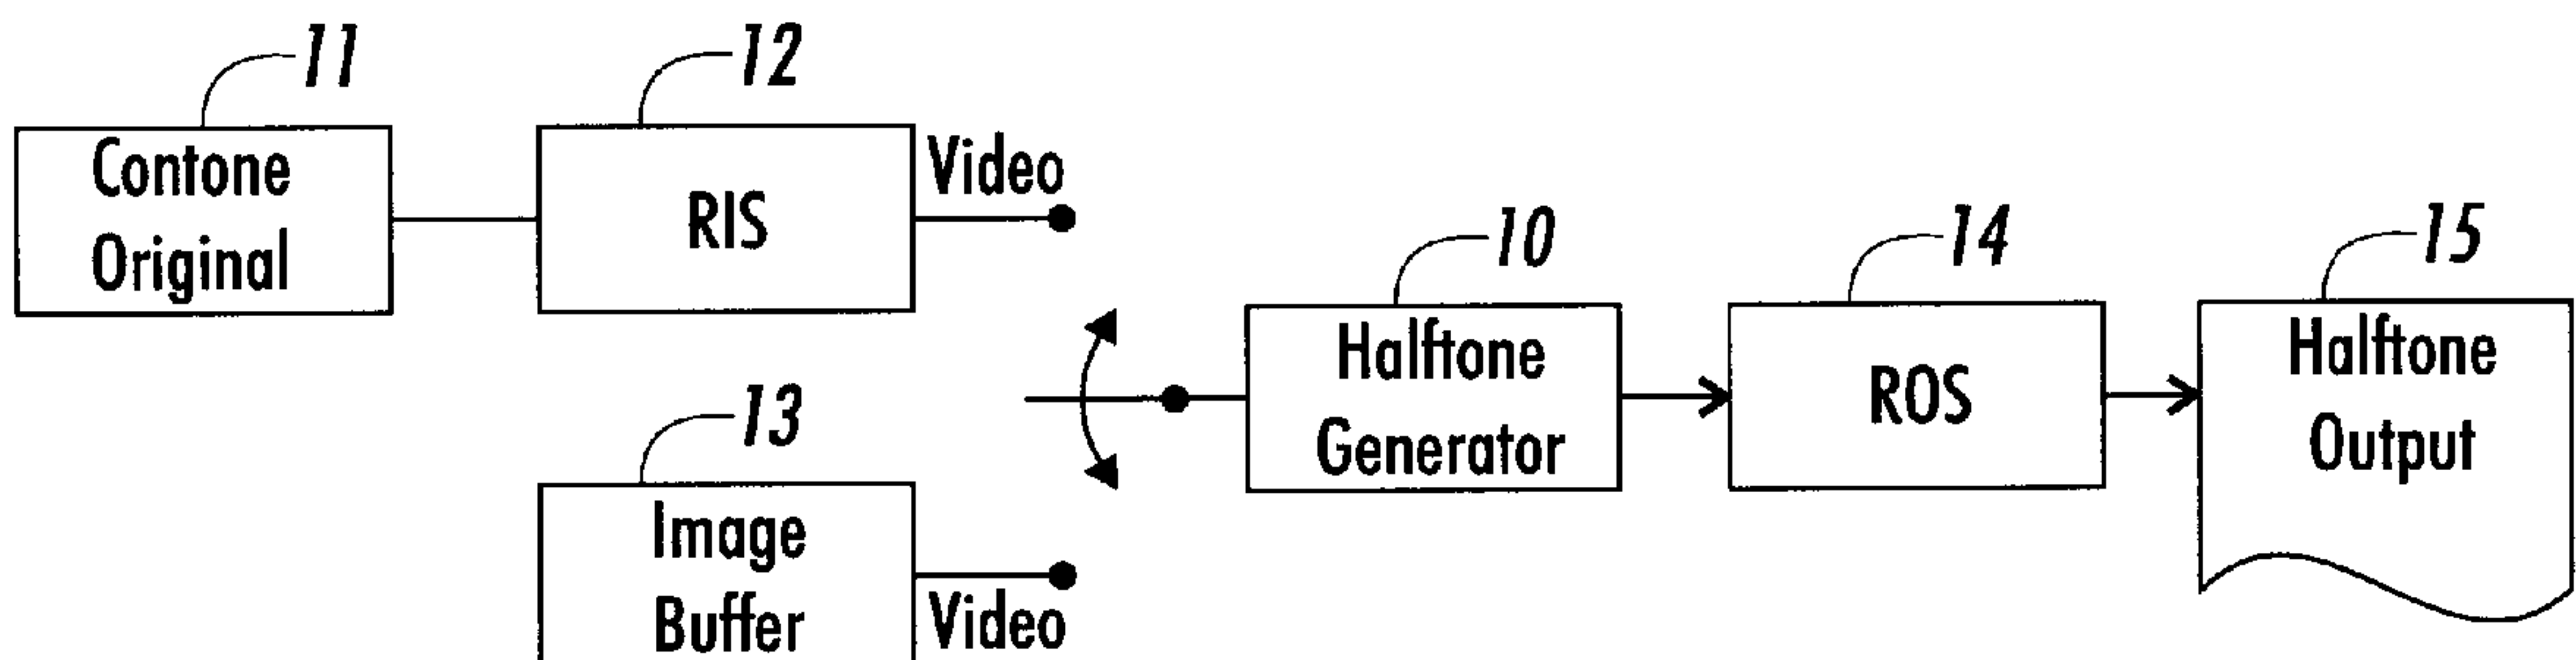 11
Contone
Original
12
RIS
Video
13
Image
Buffer
Video
10
Halftone
Generator
14
ROS
15
Halftone
Output